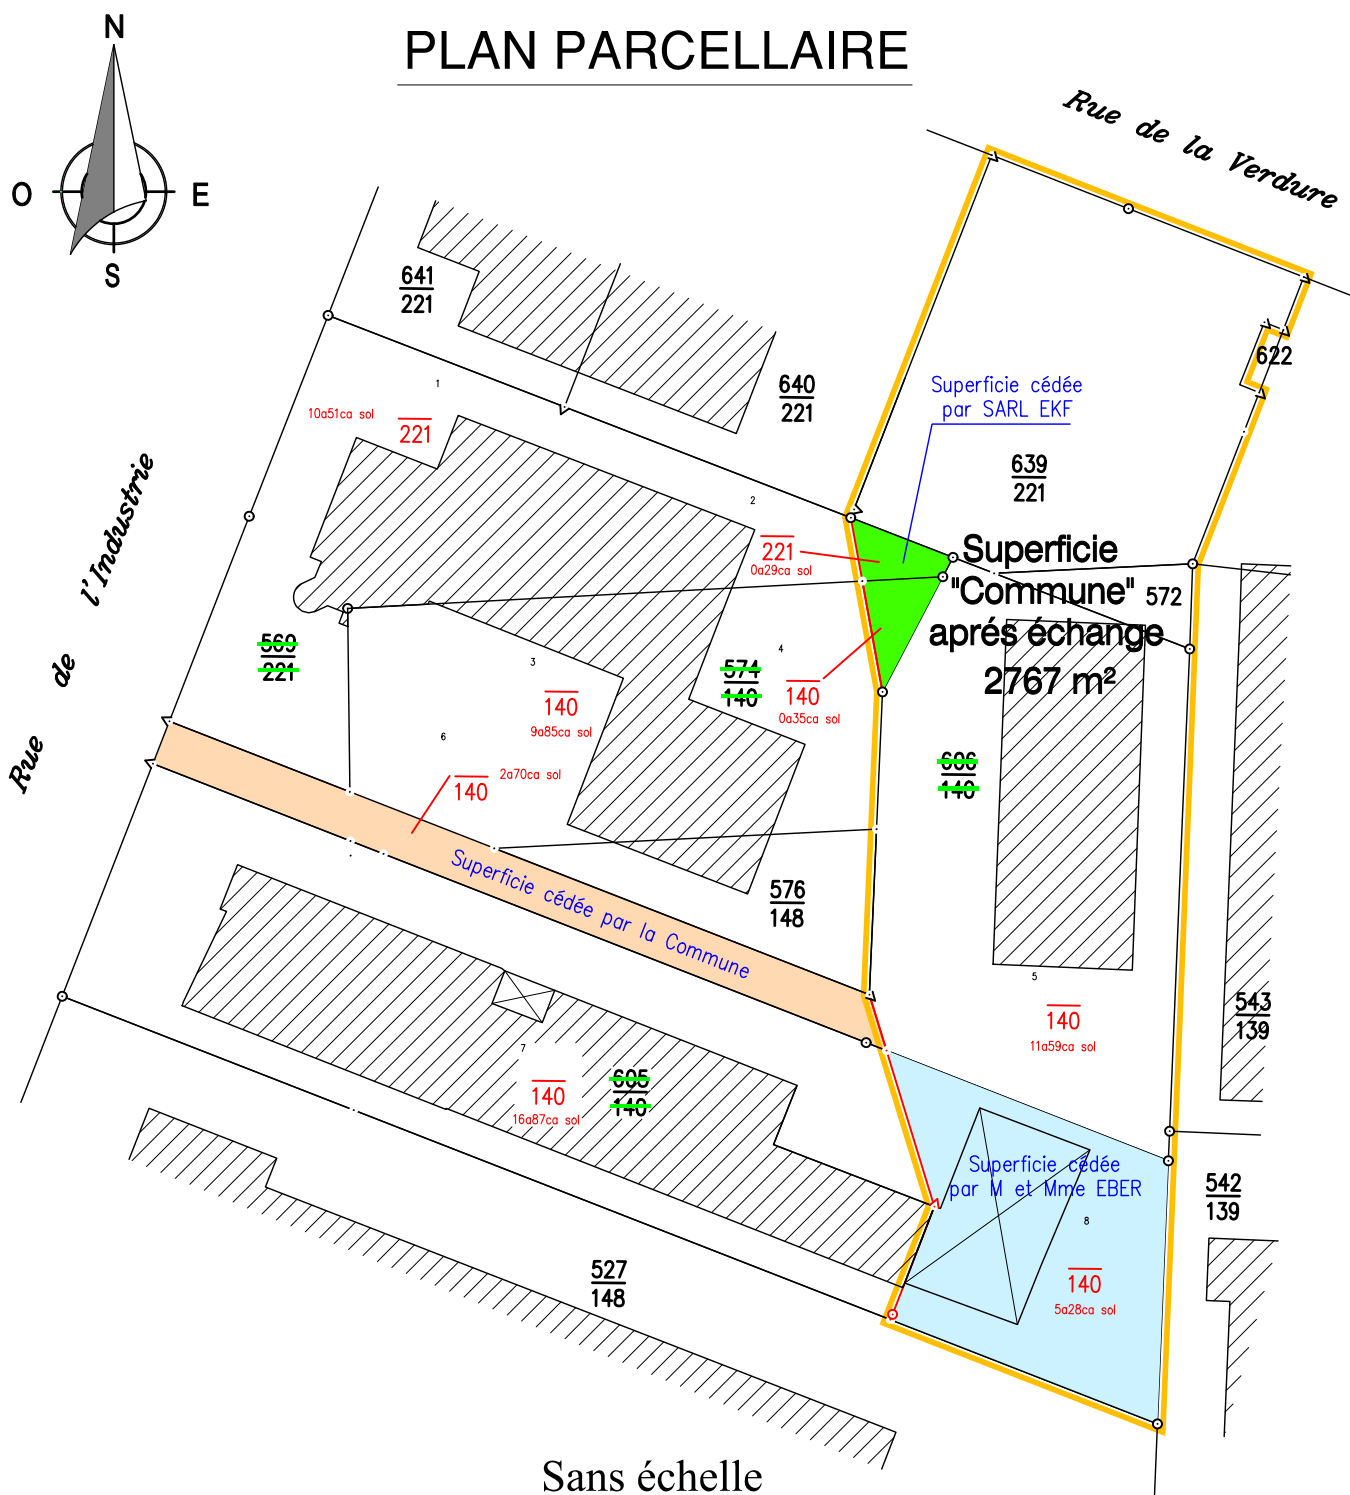 N
PLAN PARCELLAIRE
Rue de la Verdure
O
E
S
641
221
622
1
640
221
Superficie cédée
par SARL EKF
10a51ca sol
221
639
221
2
Rue de l'Industrie
221
0a29ca sol
Superficie
"Commune"
aprés échange
2767 m²
572
569
221
3
4
574
140
140
0a35ca sol
140
9a85ca sol
6
606
140
140
2a70ca sol
Superficie cédée par la Commune
576
148
5
140
11a59ca sol
543
139
7
140
16a87ca sol
605
140
Superficie cédée
par M et Mme EBER
542
139
8
140
5a28ca sol
527
148
Sans échelle